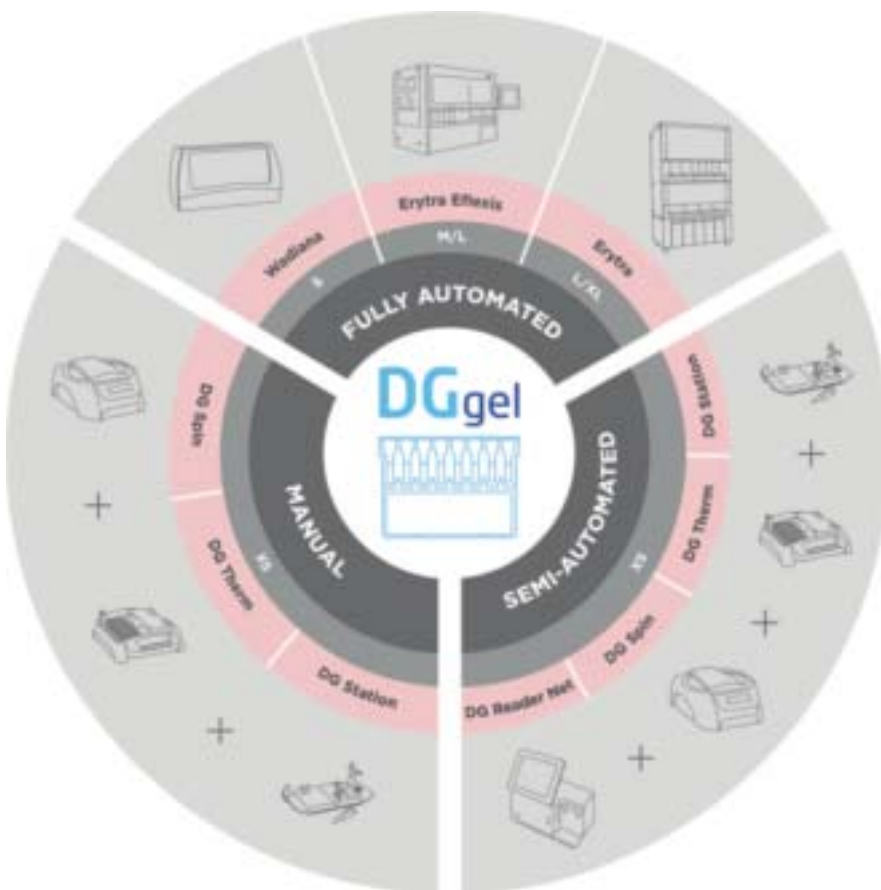 Erytra Eflexis
Wadiana
Erytra
M/L
S
L/XL
FULLY AUTOMATED
DGgel
DG Station
DG Therm
DG Spin
DG Reader Net
XS
SEMI-AUTOMATED
DG Spin
DG Therm
DG Station
XS
MANUAL